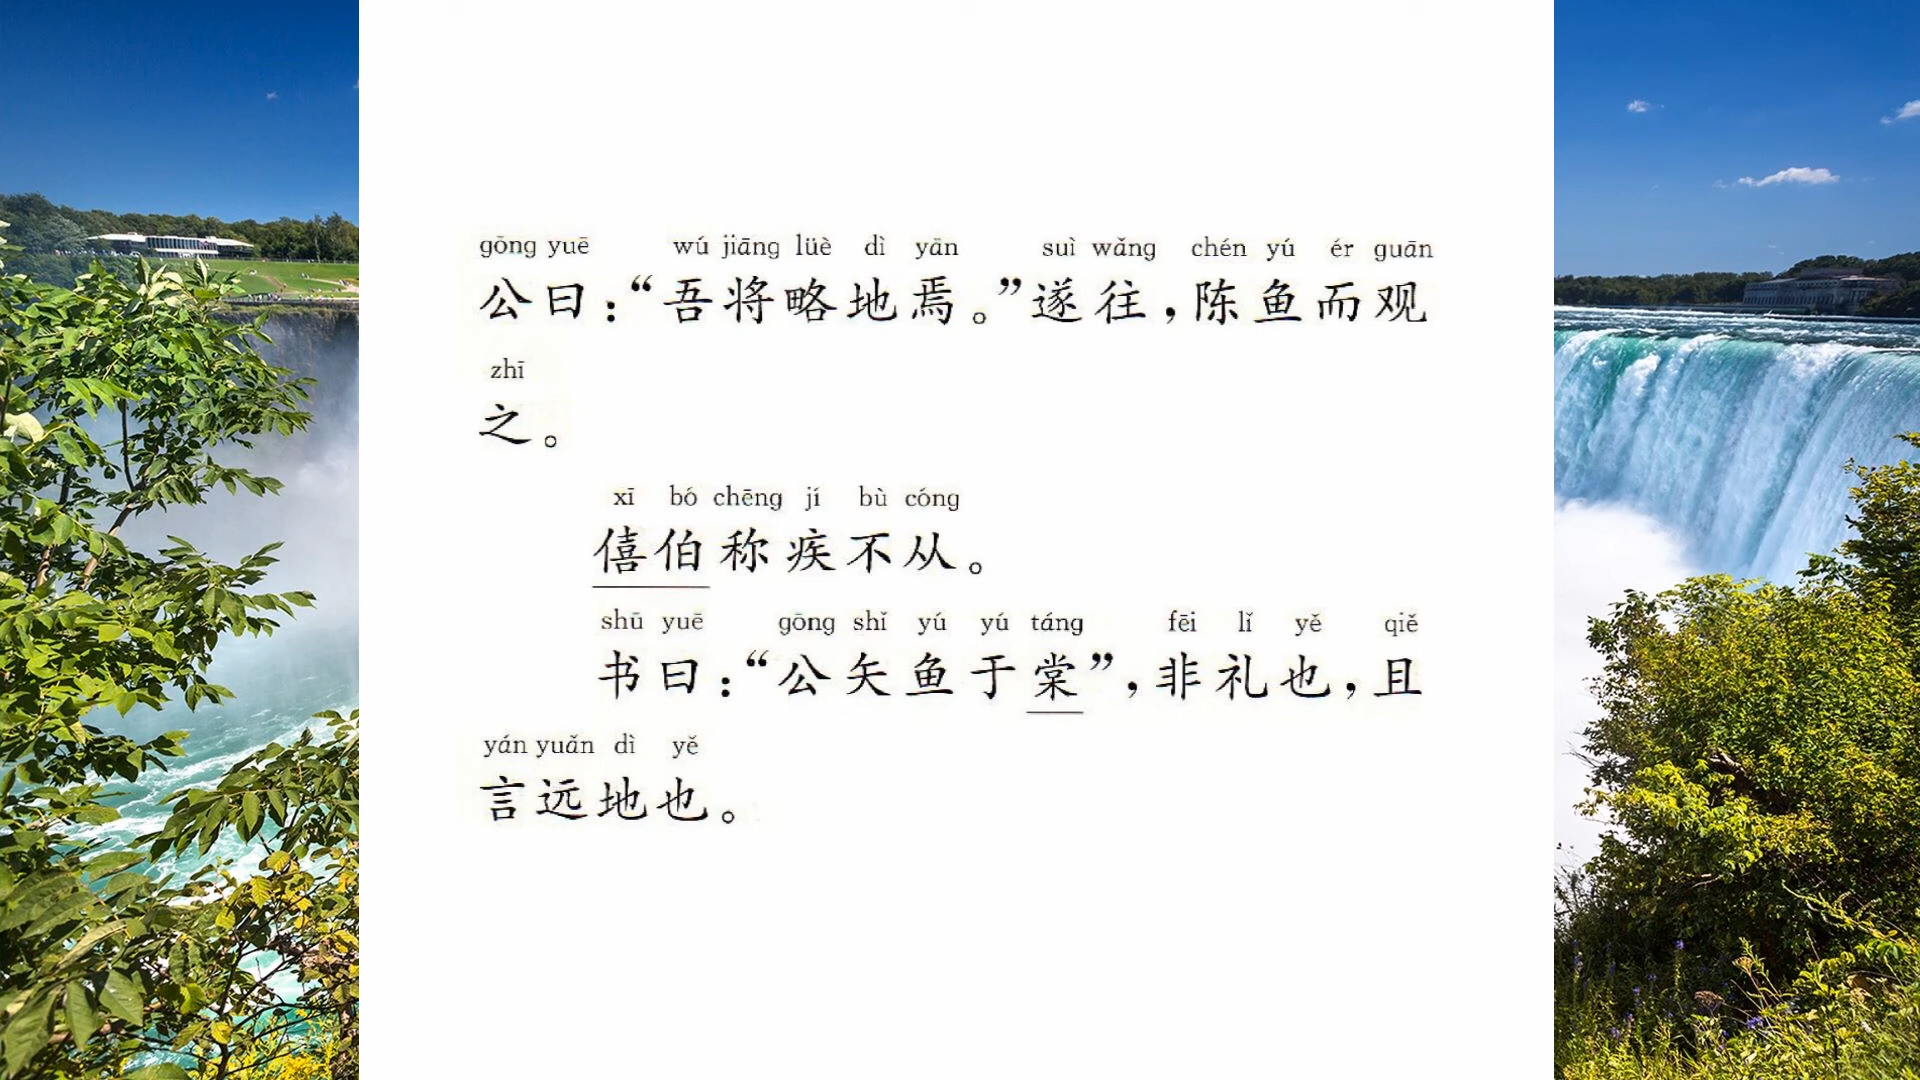 gōng yuē wú jiāng lüè dì yān suì wǎng chén yú ér guān
公曰：“吾将略地焉。”遂往，陈鱼而观
zhī
之。
xī bó chēng jí bù cóng
僖伯称疾不从。
shū yuē gōng shǐ yú yú táng fēi lǐ yě qiě
书曰：“公矢鱼于棠”，非礼也，且
yán yuǎn dì yě
言远地也。